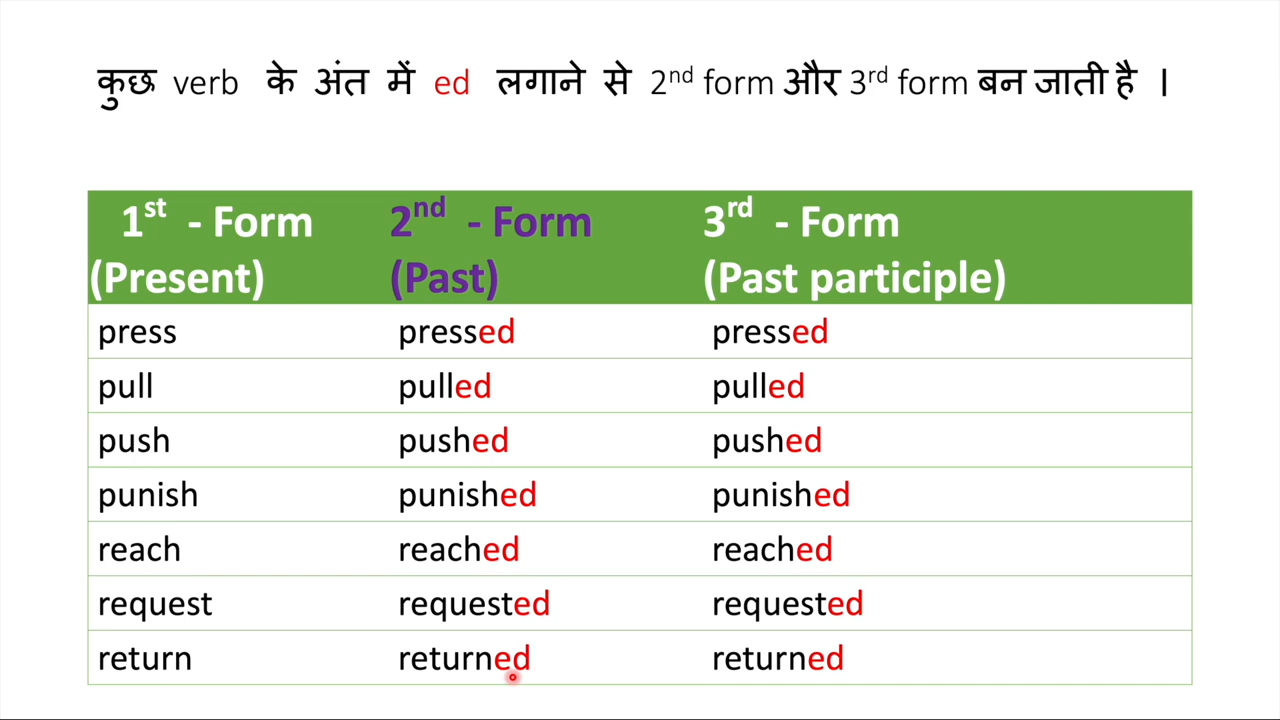 कुछ verb के अंत में ed लगाने से 2nd form और 3rd form बन जाती है ।
1st - Form 2nd - Form 3rd - Form
(Present) (Past) (Past participle)
press pressed pressed
pull pulled pulled
push pushed pushed
punish punished punished
reach reached reached
request requested requested
return returned returned